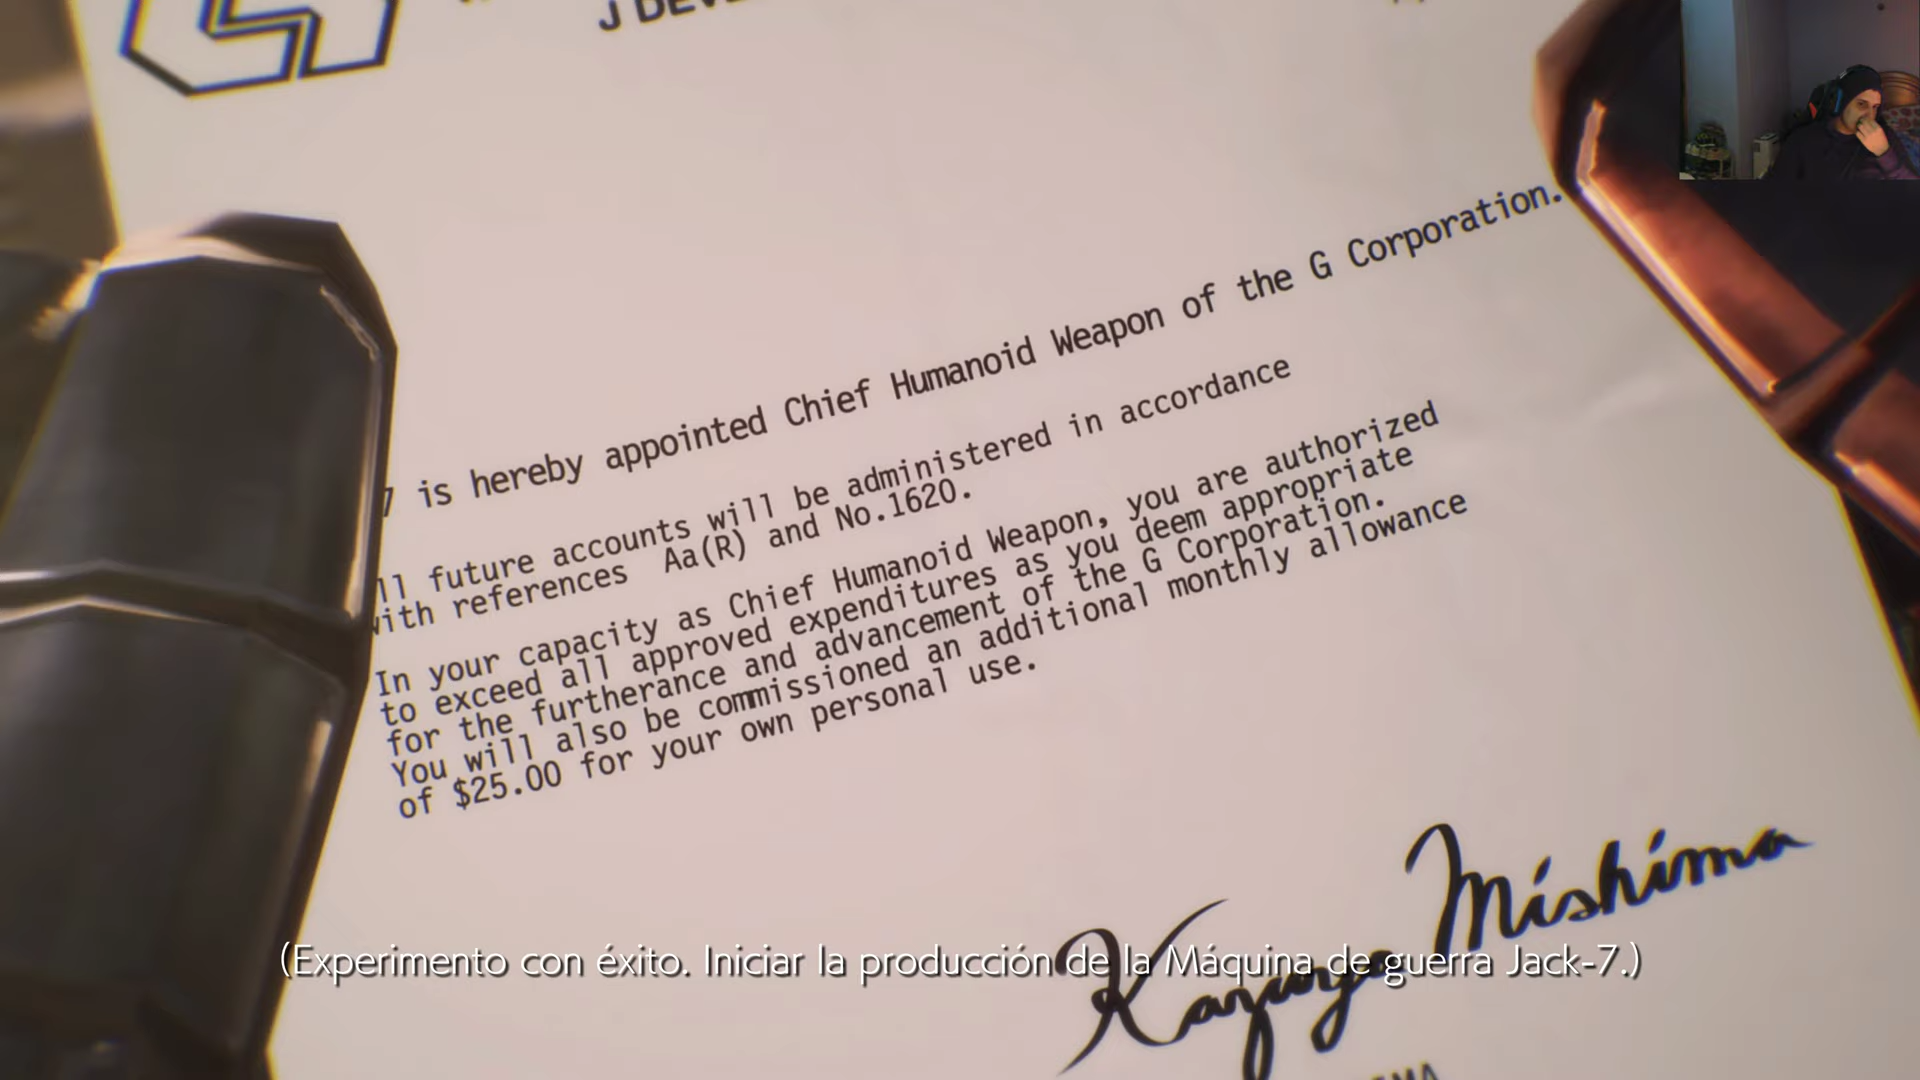 7 is hereby appointed Chief Humanoid Weapon of the G Corporation.
ll future accounts will be administered in accordance
with references Aa(R) and No.1620.
In your capacity as Chief Humanoid Weapon, you are authorized
to exceed all approved expenditures as you deem appropriate
for the furtherance and advancement of the G Corporation.
You will also be commissioned an additional monthly allowance
of $25.00 for your own personal use.
Kazuya Mishima
(Experimento con éxito. Iniciar la producción de la Máquina de guerra Jack-7.)